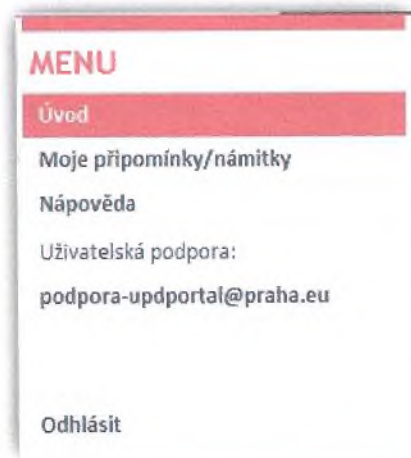 MENU
Úvod
Moje připomínky/námitky
Nápověda
Uživatelská podpora:
podpora-updportal@praha.eu
Odhlásit